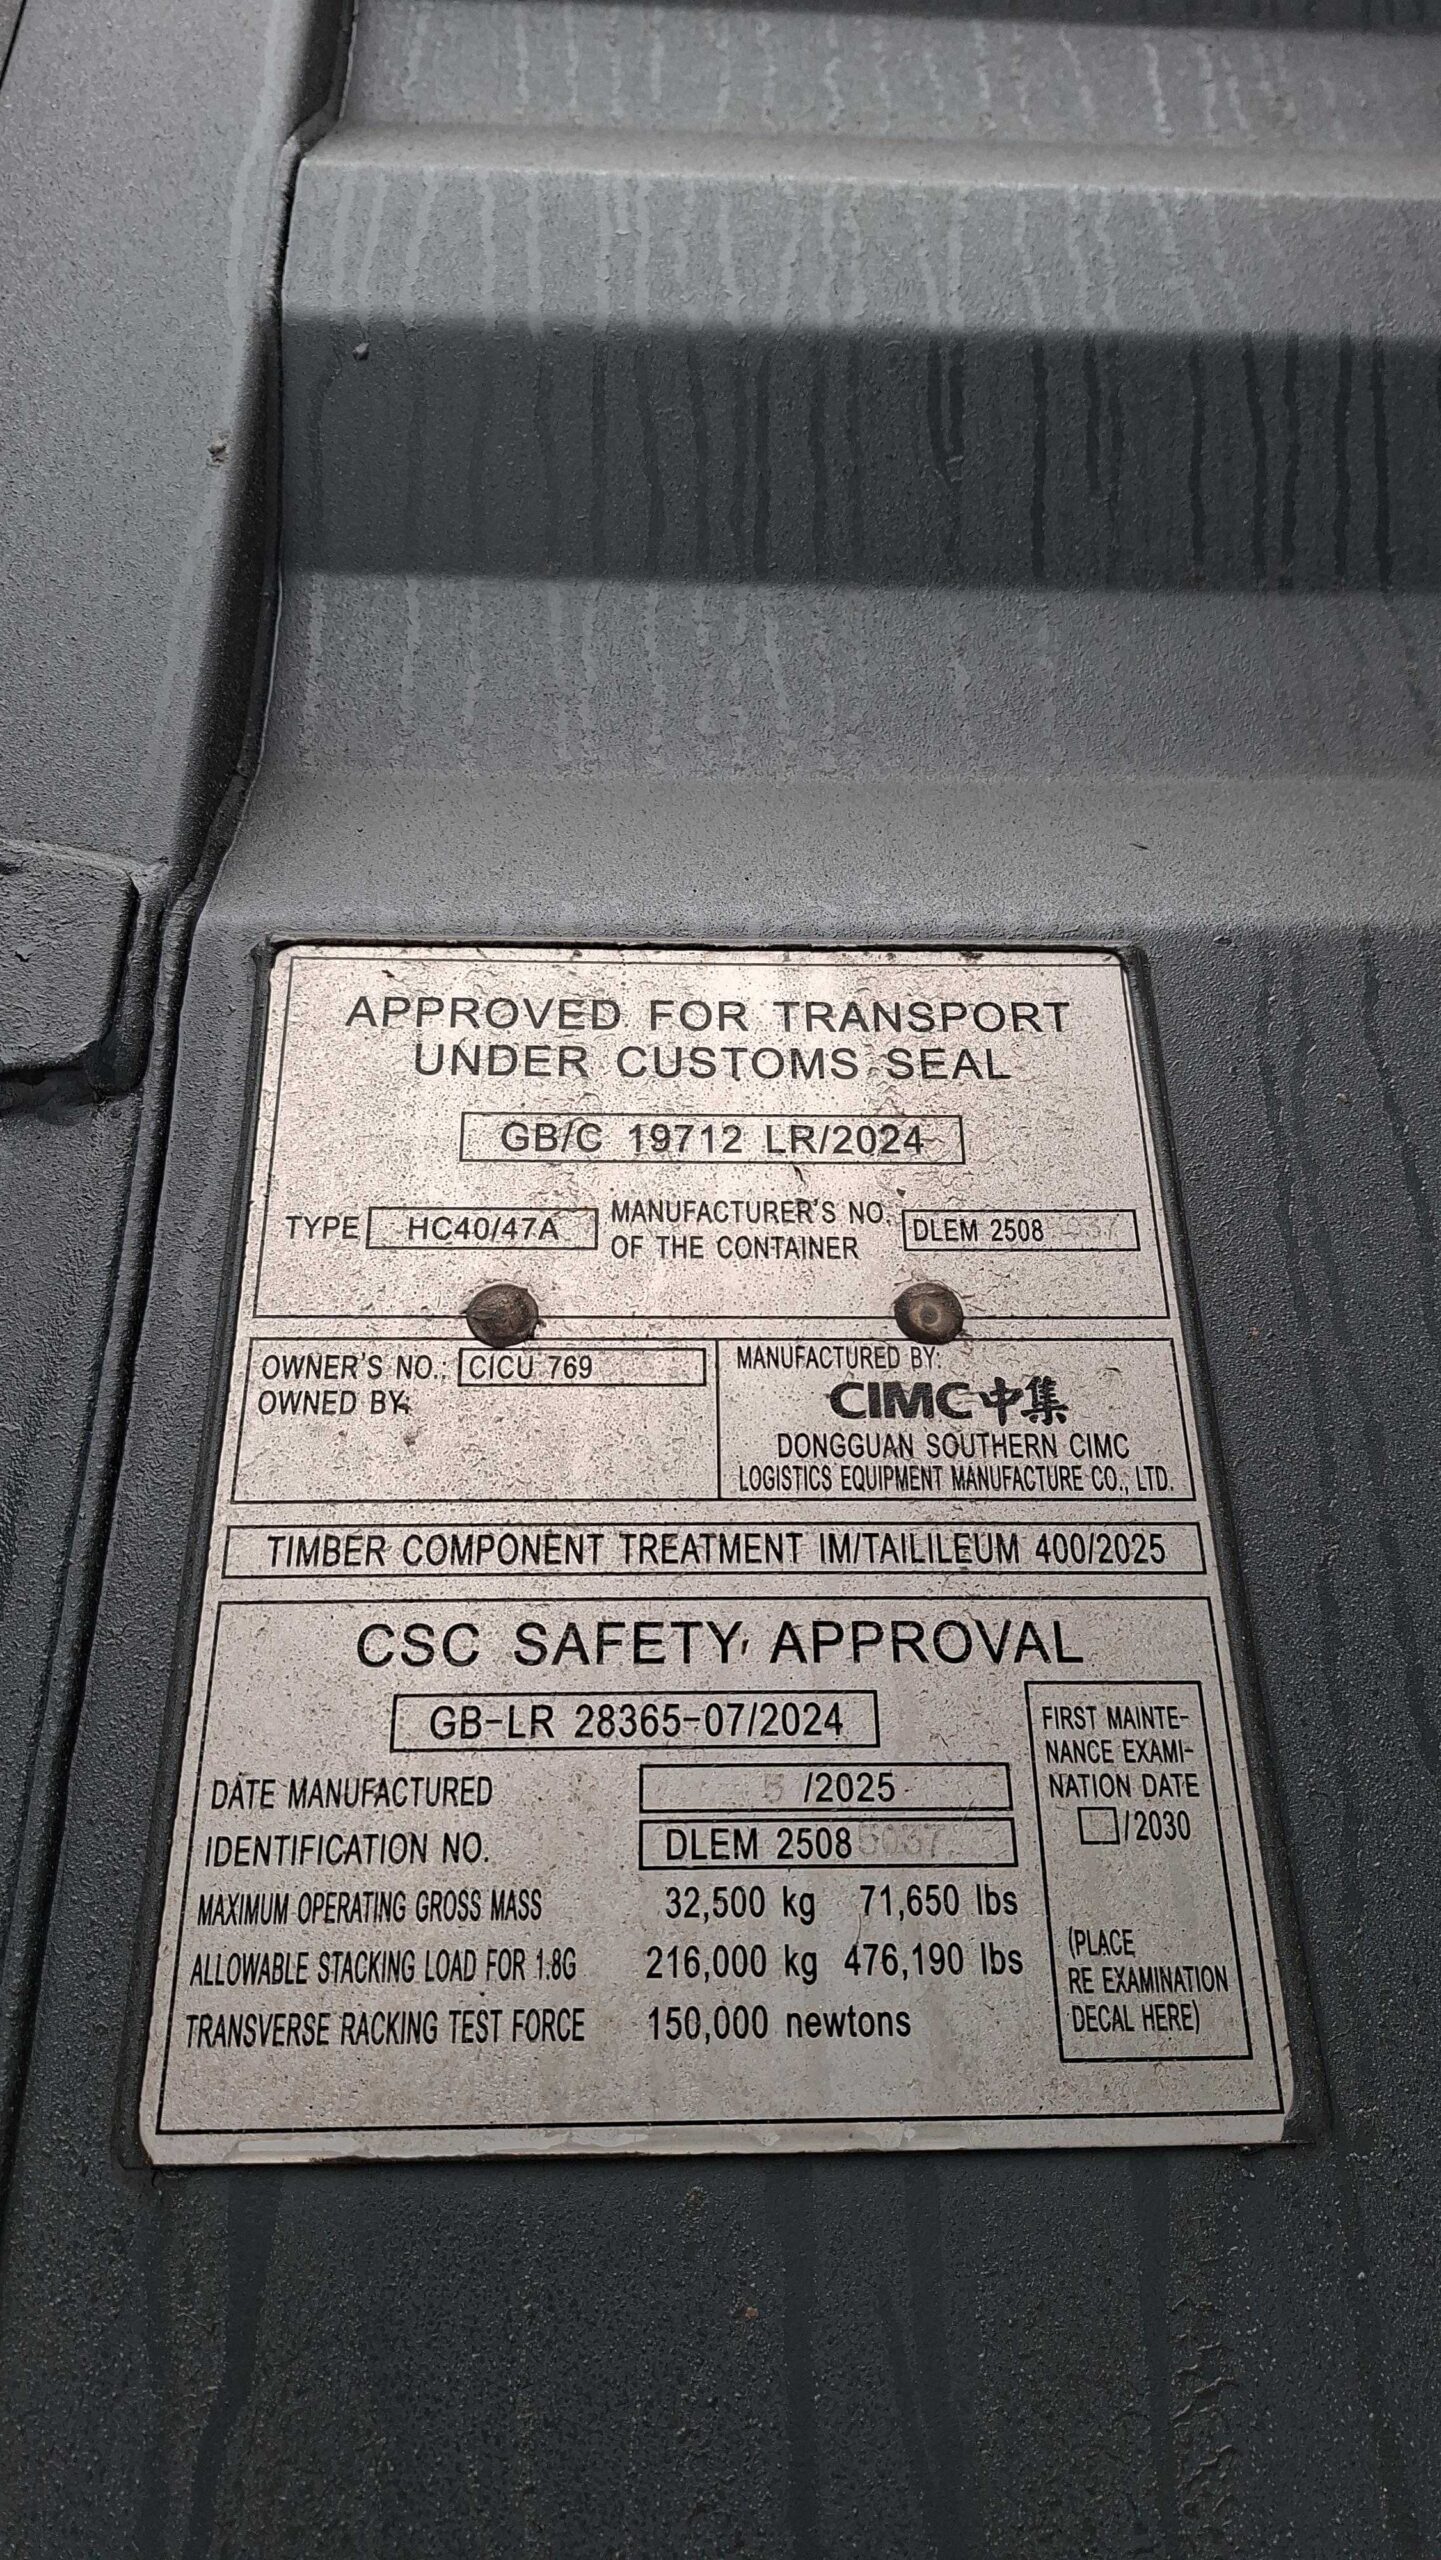 APPROVED FOR TRANSPORT
UNDER CUSTOMS SEAL
GB/C 19712 LR/2024
TYPE HC40/47A MANUFACTURER'S NO. OF THE CONTAINER DLEM 2508
OWNER'S NO.: CICU 769
OWNED BY:
MANUFACTURED BY:
CIMC中集
DONGGUAN SOUTHERN CIMC
LOGISTICS EQUIPMENT MANUFACTURE CO., LTD.
TIMBER COMPONENT TREATMENT IM/TAILILEUM 400/2025
CSC SAFETY APPROVAL
GB-LR 28365-07/2024
DATE MANUFACTURED 5 /2025
IDENTIFICATION NO. DLEM 2508 5037
MAXIMUM OPERATING GROSS MASS 32,500 kg 71,650 lbs
ALLOWABLE STACKING LOAD FOR 1.8G 216,000 kg 476,190 lbs
TRANSVERSE RACKING TEST FORCE 150,000 newtons
FIRST MAINTE-
NANCE EXAMI-
NATION DATE
/2030
(PLACE
RE EXAMINATION
DECAL HERE)